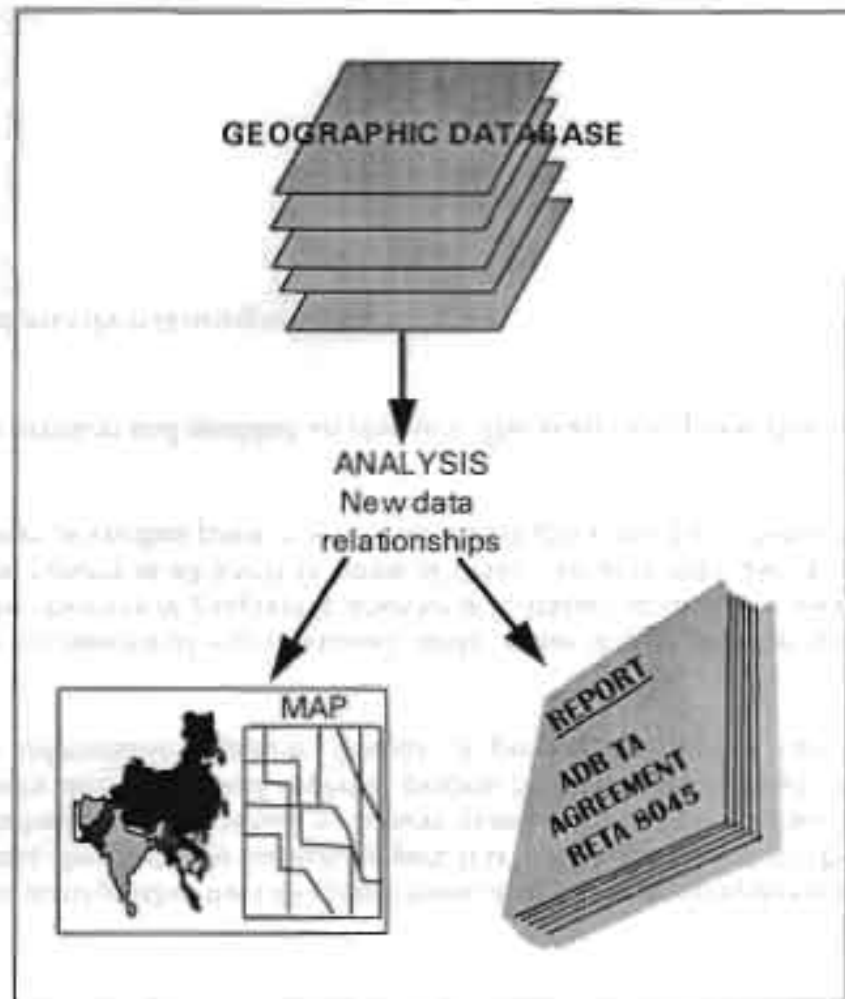 GEOGRAPHIC DATABASE
ANALYSIS
New data
relationships
MAP
REPORT
ADB TA
AGREEMENT
RETA 8045